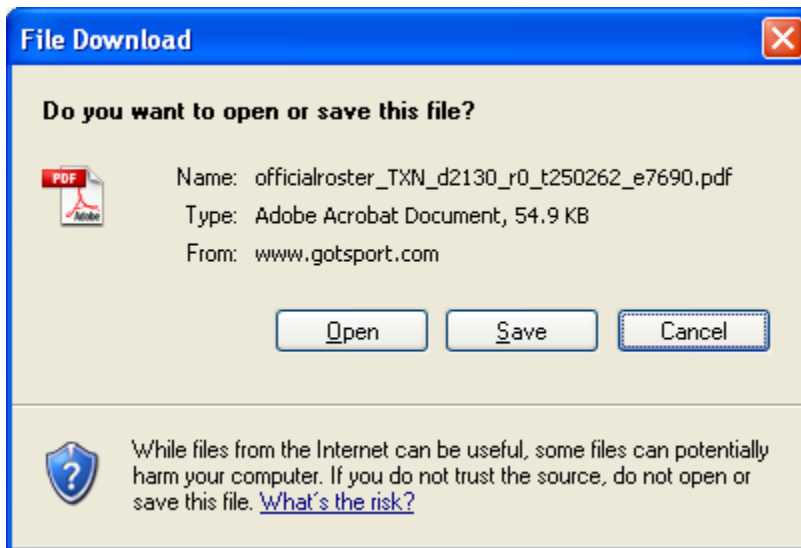 File Download
Do you want to open or save this file?
PDF
Adobe
Name: officialroster_TXN_d2130_r0_t250262_e7690.pdf
Type: Adobe Acrobat Document, 54.9 KB
From: www.gotsport.com
Open Save Cancel
While files from the Internet can be useful, some files can potentially
harm your computer. If you do not trust the source, do not open or
save this file. What's the risk?